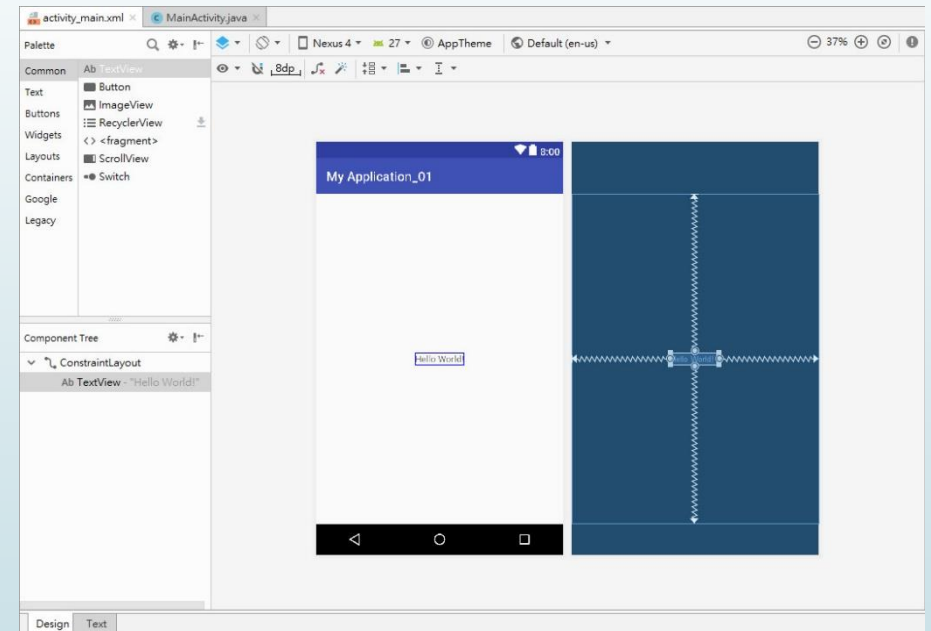 activity_main.xml
MainActivity.java
Palette
Nexus 4
27
AppTheme
Default (en-us)
37%
8dp
Common
Text
Buttons
Widgets
Layouts
Containers
Google
Legacy
Ab TextView
Button
ImageView
RecyclerView
<fragment>
ScrollView
Switch
Component Tree
ConstraintLayout
Ab TextView - "Hello World!"
8:00
My Application_01
Hello World!
Hello World!
Design
Text